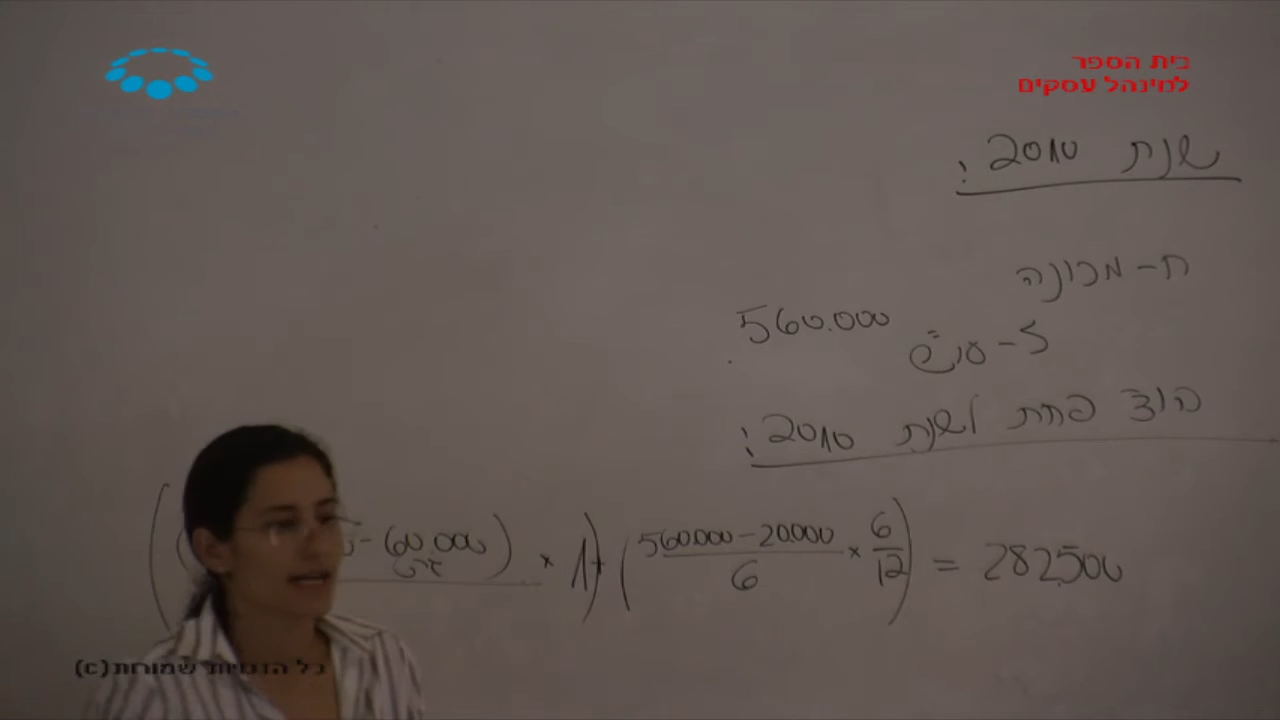 בית הספר
למינהל עסקים
שנת 2010:
ח- מכונה
ז- עו״ש 560.000
הוצ פחת לשנת 2010:
- 60.000) × 1) + (560.000 - 20.000 / 6 × 6/12) = 282.500
כל הזכויות שמורות (c)